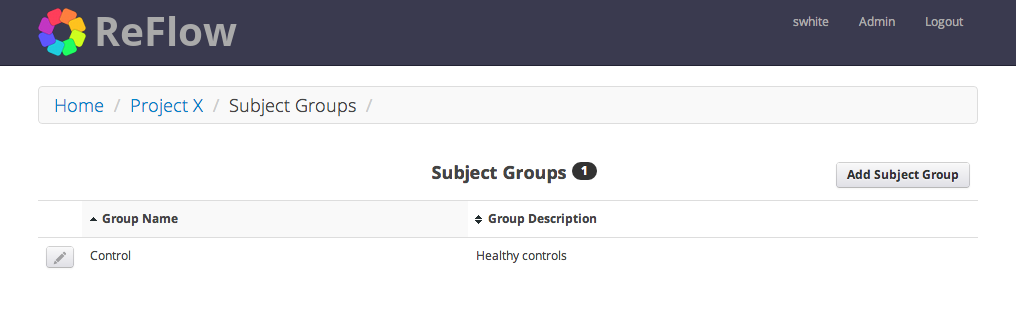 ReFlow
swhite Admin Logout
Home / Project X / Subject Groups /
Subject Groups 1
Add Subject Group
Group Name Group Description
Control Healthy controls